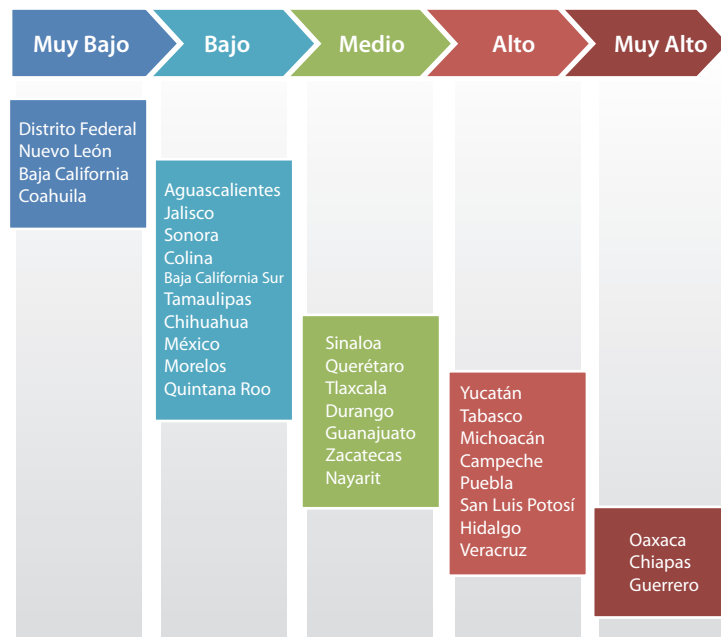 Muy Bajo
Bajo
Medio
Alto
Muy Alto
Distrito Federal
Nuevo León
Baja California
Coahuila
Aguascalientes
Jalisco
Sonora
Colina
Baja California Sur
Tamaulipas
Chihuahua
México
Morelos
Quintana Roo
Sinaloa
Querétaro
Tlaxcala
Durango
Guanajuato
Zacatecas
Nayarit
Yucatán
Tabasco
Michoacán
Campeche
Puebla
San Luis Potosí
Hidalgo
Veracruz
Oaxaca
Chiapas
Guerrero